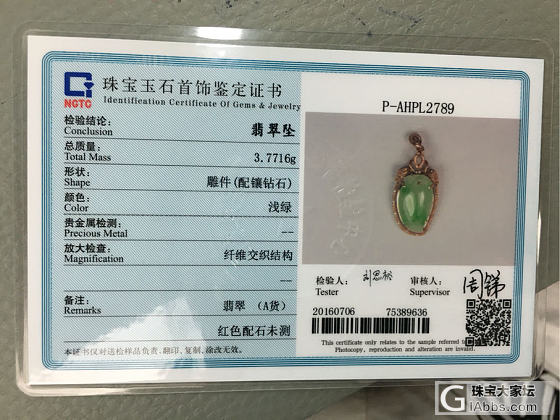 NGTC
珠宝玉石首饰鉴定证书
Identification Certificate Of Gems & Jewelry
检验结论:
Conclusion
翡翠坠
总质量:
Total Mass
3.7716g
形状:
Shape
雕件(配镶钻石)
颜色:
Color
浅绿
贵金属检测:
Precious Metal
--
放大检查:
Magnification
纤维交织结构
--
备注:
Remarks
翡翠 （A货）
红色配石未测
本证书仅对送检样品负责.翻印,复制,涂改无效。
P-AHPL2789
检验人:
Tester
审核人:
Supervisor
20160706
75389636
This certificate only refers to the sample
Photocopy, reproduction and alteration are
珠宝大家坛
iAbbs.com